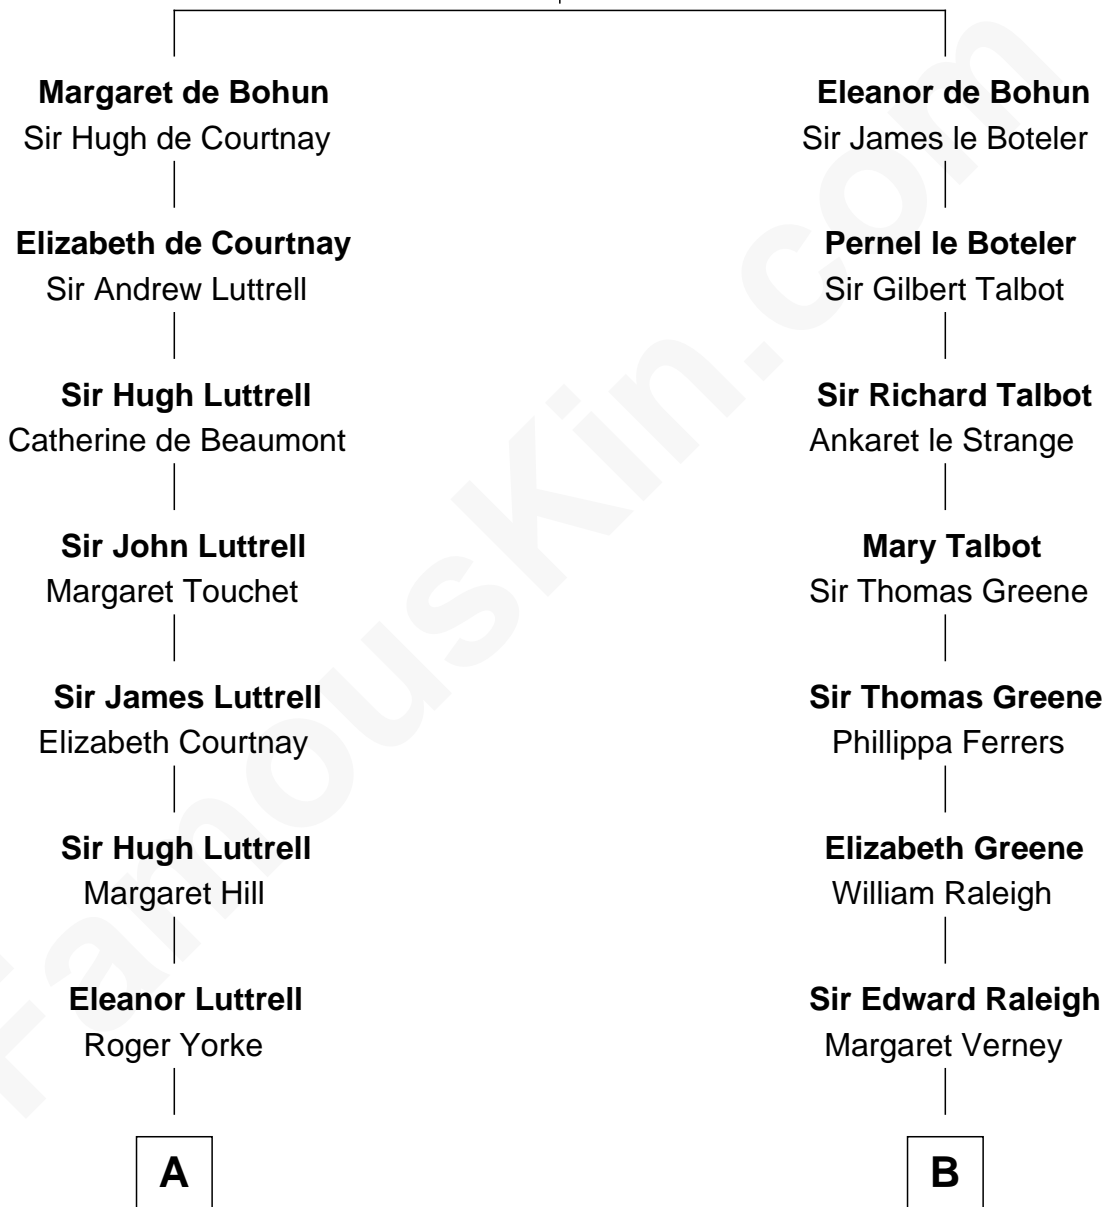 Margaret de Bohun
Sir Hugh de Courtnay
Elizabeth de Courtnay
Sir Andrew Luttrell
Sir Hugh Luttrell
Catherine de Beaumont
Sir John Luttrell
Margaret Touchet
Sir James Luttrell
Elizabeth Courtnay
Sir Hugh Luttrell
Margaret Hill
Eleanor Luttrell
Roger Yorke
A
Eleanor de Bohun
Sir James le Boteler
Pernel le Boteler
Sir Gilbert Talbot
Sir Richard Talbot
Ankaret le Strange
Mary Talbot
Sir Thomas Greene
Sir Thomas Greene
Phillippa Ferrers
Elizabeth Greene
William Raleigh
Sir Edward Raleigh
Margaret Verney
B
FamousKin.com